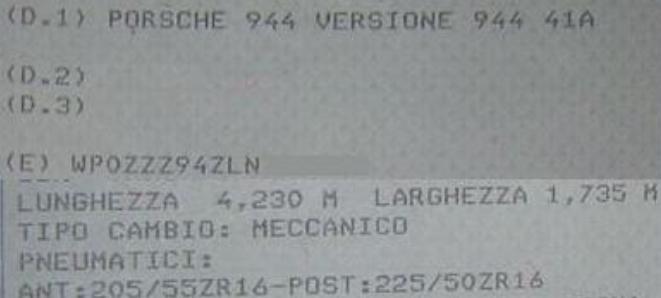 (D.1) PORSCHE 944 VERSIONE 944 41A
(D.2)
(D.3)
(E) WP0ZZZ94ZLN
LUNGHEZZA 4,230 M LARGHEZZA 1,735 M
TIPO CAMBIO: MECCANICO
PNEUMATICI:
ANT:205/55ZR16-POST:225/50ZR16